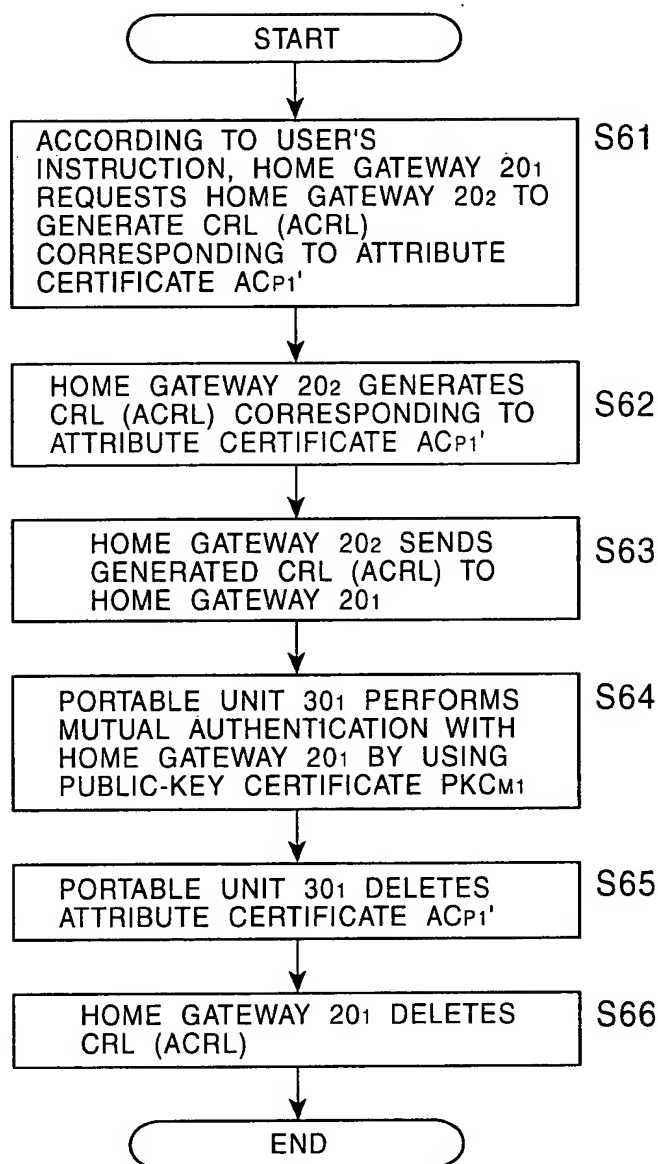 START
ACCORDING TO USER'S
INSTRUCTION, HOME GATEWAY 20₁
REQUESTS HOME GATEWAY 20₂ TO
GENERATE CRL (ACRL)
CORRESPONDING TO ATTRIBUTE
CERTIFICATE ACP1'
S61
HOME GATEWAY 20₂ GENERATES
CRL (ACRL) CORRESPONDING TO
ATTRIBUTE CERTIFICATE ACP1'
S62
HOME GATEWAY 20₂ SENDS
GENERATED CRL (ACRL) TO
HOME GATEWAY 20₁
S63
PORTABLE UNIT 30₁ PERFORMS
MUTUAL AUTHENTICATION WITH
HOME GATEWAY 20₁ BY USING
PUBLIC-KEY CERTIFICATE PKCM1
S64
PORTABLE UNIT 30₁ DELETES
ATTRIBUTE CERTIFICATE ACP1'
S65
HOME GATEWAY 20₁ DELETES
CRL (ACRL)
S66
END